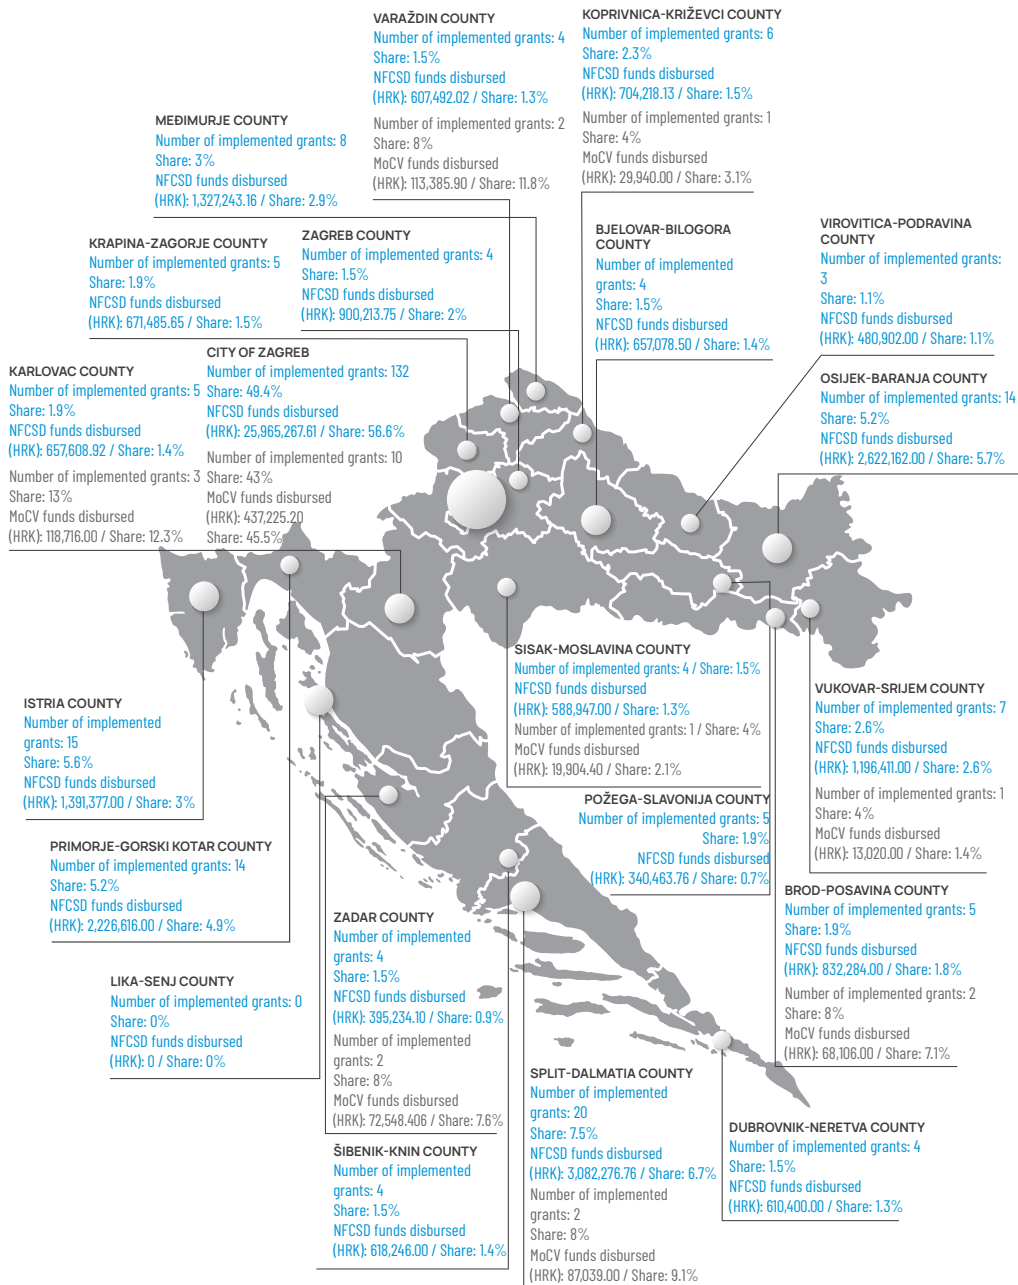 VARAŽDIN COUNTY
Number of implemented grants: 4
Share: 1.5%
NFCSD funds disbursed
(HRK): 607,492.02 / Share: 1.3%
Number of implemented grants: 2
Share: 8%
MoCV funds disbursed
(HRK): 113,385.90 / Share: 11.8%
KOPRIVNICA-KRIŽEVCI COUNTY
Number of implemented grants: 6
Share: 2.3%
NFCSD funds disbursed
(HRK): 704,218.13 / Share: 1.5%
Number of implemented grants: 1
Share: 4%
MoCV funds disbursed
(HRK): 29,940.00 / Share: 3.1%
MEĐIMURJE COUNTY
Number of implemented grants: 8
Share: 3%
NFCSD funds disbursed
(HRK): 1,327,243.16 / Share: 2.9%
KRAPINA-ZAGORJE COUNTY
Number of implemented grants: 5
Share: 1.9%
NFCSD funds disbursed
(HRK): 671,485.65 / Share: 1.5%
ZAGREB COUNTY
Number of implemented grants: 4
Share: 1.5%
NFCSD funds disbursed
(HRK): 900,213.75 / Share: 2%
BJELOVAR-BILOGORA
COUNTY
Number of implemented
grants: 4
Share: 1.5%
NFCSD funds disbursed
(HRK): 657,078.50 / Share: 1.4%
VIROVITICA-PODRAVINA
COUNTY
Number of implemented grants:
3
Share: 1.1%
NFCSD funds disbursed
(HRK): 480,902.00 / Share: 1.1%
KARLOVAC COUNTY
Number of implemented grants: 5
Share: 1.9%
NFCSD funds disbursed
(HRK): 657,608.92 / Share: 1.4%
Number of implemented grants: 3
Share: 13%
MoCV funds disbursed
(HRK): 118,716.00 / Share: 12.3%
CITY OF ZAGREB
Number of implemented grants: 132
Share: 49.4%
NFCSD funds disbursed
(HRK): 25,965,267.61 / Share: 56.6%
Number of implemented grants: 10
Share: 43%
MoCV funds disbursed
(HRK): 437,225.20
Share: 45.5%
OSIJEK-BARANJA COUNTY
Number of implemented grants: 14
Share: 5.2%
NFCSD funds disbursed
(HRK): 2,622,162.00 / Share: 5.7%
SISAK-MOSLAVINA COUNTY
Number of implemented grants: 4 / Share: 1.5%
NFCSD funds disbursed
(HRK): 588,947.00 / Share: 1.3%
Number of implemented grants: 1 / Share: 4%
MoCV funds disbursed
(HRK): 19,904.40 / Share: 2.1%
ISTRIA COUNTY
Number of implemented
grants: 15
Share: 5.6%
NFCSD funds disbursed
(HRK): 1,391,377.00 / Share: 3%
VUKOVAR-SRIJEM COUNTY
Number of implemented grants: 7
Share: 2.6%
NFCSD funds disbursed
(HRK): 1,196,411.00 / Share: 2.6%
Number of implemented grants: 1
Share: 4%
MoCV funds disbursed
(HRK): 13,020.00 / Share: 1.4%
POŽEGA-SLAVONIJA COUNTY
Number of implemented grants: 5
Share: 1.9%
NFCSD funds disbursed
(HRK): 340,463.76 / Share: 0.7%
PRIMORJE-GORSKI KOTAR COUNTY
Number of implemented grants: 14
Share: 5.2%
NFCSD funds disbursed
(HRK): 2,226,616.00 / Share: 4.9%
BROD-POSAVINA COUNTY
Number of implemented grants: 5
Share: 1.9%
NFCSD funds disbursed
(HRK): 832,284.00 / Share: 1.8%
Number of implemented grants: 2
Share: 8%
MoCV funds disbursed
(HRK): 68,106.00 / Share: 7.1%
ZADAR COUNTY
Number of implemented
grants: 4
Share: 1.5%
NFCSD funds disbursed
(HRK): 395,234.10 / Share: 0.9%
Number of implemented
grants: 2
Share: 8%
MoCV funds disbursed
(HRK): 72,548.406 / Share: 7.6%
LIKA-SENJ COUNTY
Number of implemented grants: 0
Share: 0%
NFCSD funds disbursed
(HRK): 0 / Share: 0%
SPLIT-DALMATIA COUNTY
Number of implemented
grants: 20
Share: 7.5%
NFCSD funds disbursed
(HRK): 3,082,276.76 / Share: 6.7%
Number of implemented
grants: 2
Share: 8%
MoCV funds disbursed
(HRK): 87,039.00 / Share: 9.1%
DUBROVNIK-NERETVA COUNTY
Number of implemented grants: 4
Share: 1.5%
NFCSD funds disbursed
(HRK): 610,400.00 / Share: 1.3%
ŠIBENIK-KNIN COUNTY
Number of implemented
grants: 4
Share: 1.5%
NFCSD funds disbursed
(HRK): 618,246.00 / Share: 1.4%